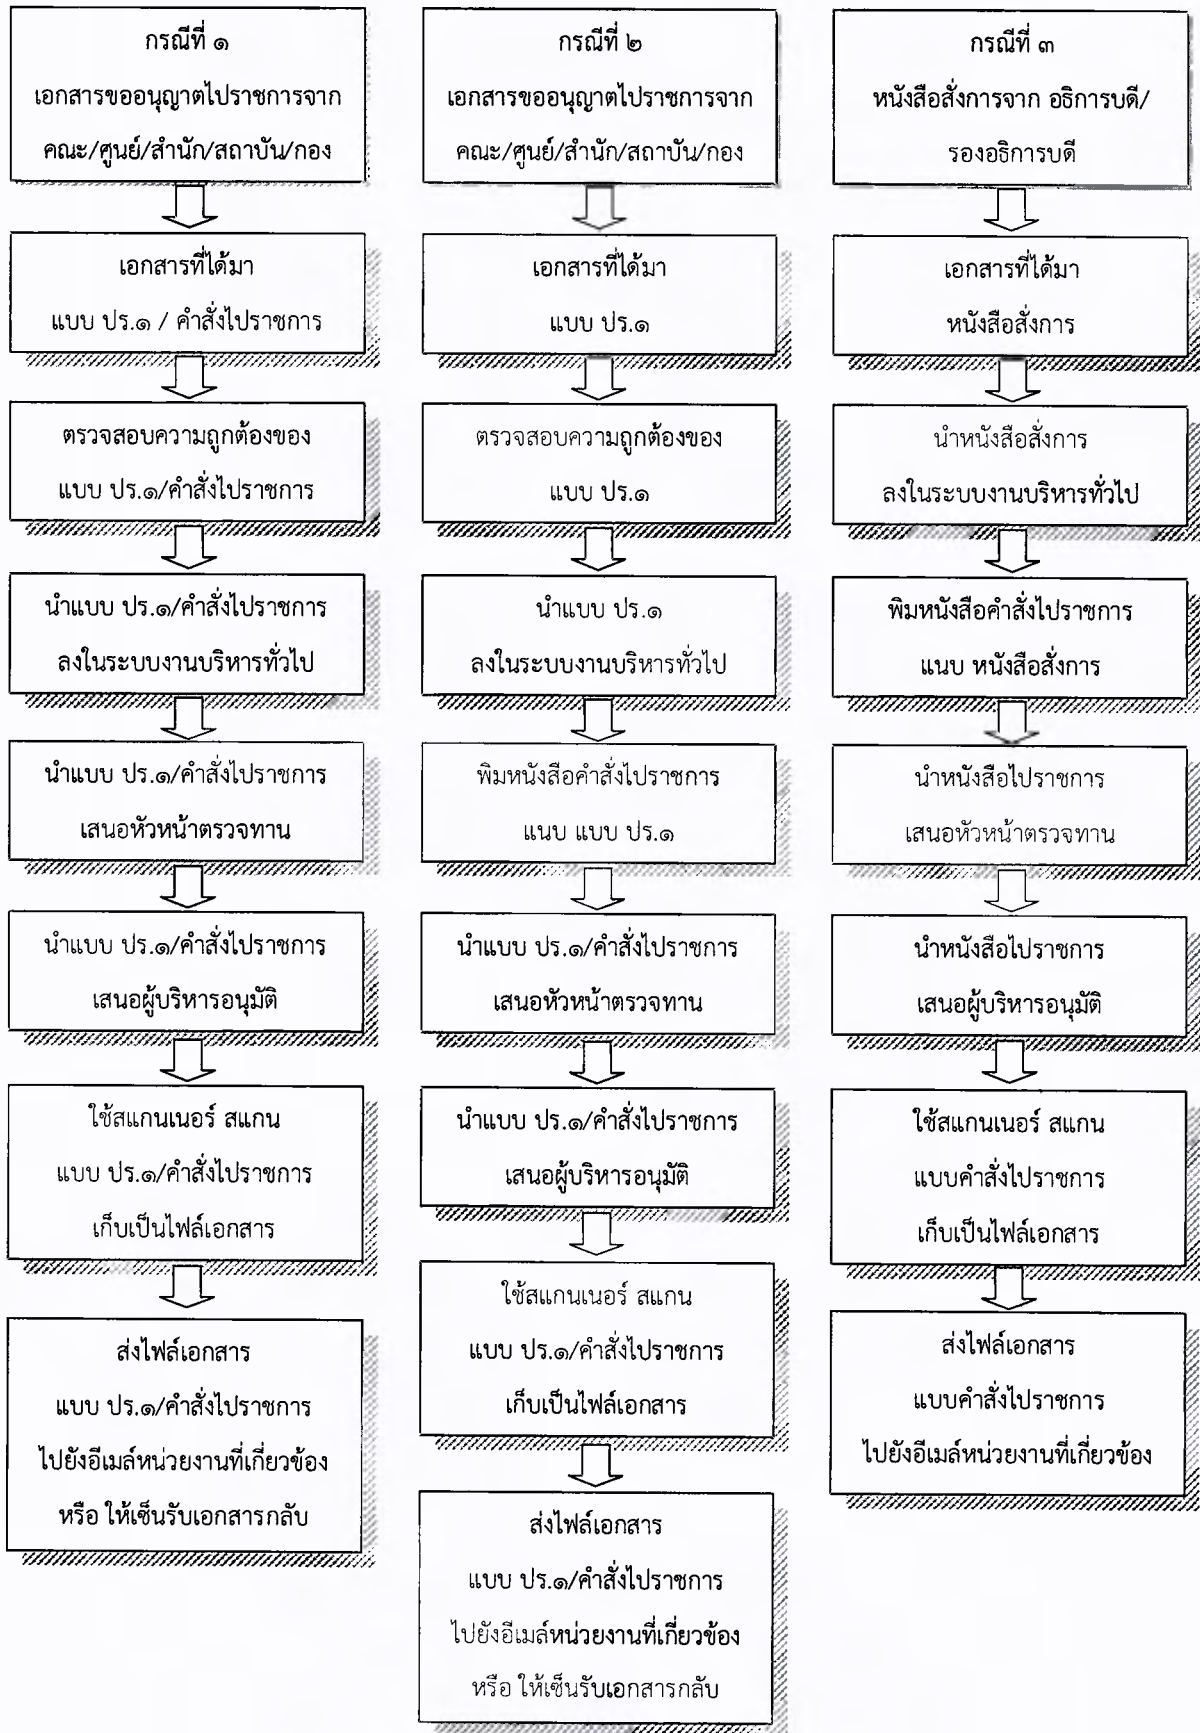 กรณีที่ ๑
เอกสารขออนุญาตไปราชการจาก
คณะ/ศูนย์/สำนัก/สถาบัน/กอง
เอกสารที่ได้มา
แบบ ปร.๑ / คำสั่งไปราชการ
ตรวจสอบความถูกต้องของ
แบบ ปร.๑/คำสั่งไปราชการ
นำแบบ ปร.๑/คำสั่งไปราชการ
ลงในระบบงานบริหารทั่วไป
นำแบบ ปร.๑/คำสั่งไปราชการ
เสนอหัวหน้าตรวจทาน
นำแบบ ปร.๑/คำสั่งไปราชการ
เสนอผู้บริหารอนุมัติ
ใช้สแกนเนอร์ สแกน
แบบ ปร.๑/คำสั่งไปราชการ
เก็บเป็นไฟล์เอกสาร
ส่งไฟล์เอกสาร
แบบ ปร.๑/คำสั่งไปราชการ
ไปยังอีเมล์หน่วยงานที่เกี่ยวข้อง
หรือ ให้เซ็นรับเอกสารกลับ
กรณีที่ ๒
เอกสารขออนุญาตไปราชการจาก
คณะ/ศูนย์/สำนัก/สถาบัน/กอง
เอกสารที่ได้มา
แบบ ปร.๑
ตรวจสอบความถูกต้องของ
แบบ ปร.๑
นำแบบ ปร.๑
ลงในระบบงานบริหารทั่วไป
พิมหนังสือคำสั่งไปราชการ
แนบ แบบ ปร.๑
นำแบบ ปร.๑/คำสั่งไปราชการ
เสนอหัวหน้าตรวจทาน
นำแบบ ปร.๑/คำสั่งไปราชการ
เสนอผู้บริหารอนุมัติ
ใช้สแกนเนอร์ สแกน
แบบ ปร.๑/คำสั่งไปราชการ
เก็บเป็นไฟล์เอกสาร
ส่งไฟล์เอกสาร
แบบ ปร.๑/คำสั่งไปราชการ
ไปยังอีเมล์หน่วยงานที่เกี่ยวข้อง
หรือ ให้เซ็นรับเอกสารกลับ
กรณีที่ ๓
หนังสือสั่งการจาก อธิการบดี/
รองอธิการบดี
เอกสารที่ได้มา
หนังสือสั่งการ
นำหนังสือสั่งการ
ลงในระบบงานบริหารทั่วไป
พิมหนังสือคำสั่งไปราชการ
แนบ หนังสือสั่งการ
นำหนังสือไปราชการ
เสนอหัวหน้าตรวจทาน
นำหนังสือไปราชการ
เสนอผู้บริหารอนุมัติ
ใช้สแกนเนอร์ สแกน
แบบคำสั่งไปราชการ
เก็บเป็นไฟล์เอกสาร
ส่งไฟล์เอกสาร
แบบคำสั่งไปราชการ
ไปยังอีเมล์หน่วยงานที่เกี่ยวข้อง